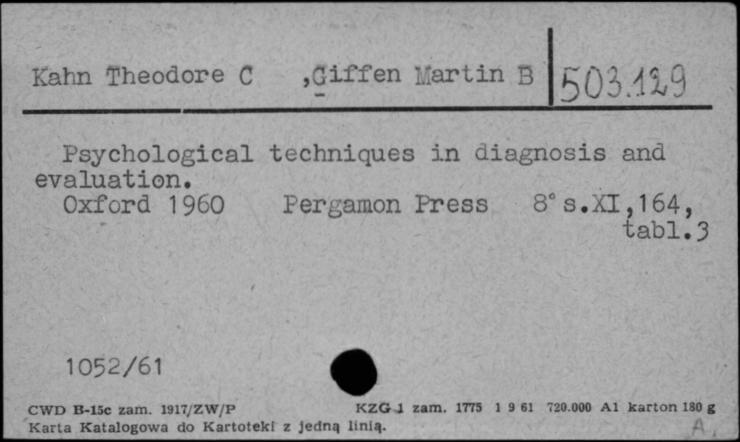 Kahn Theodore C ,Giffen Martin B 503.129
Psychological techniques in diagnosis and
evaluation.
Oxford 1960 Pergamon Press 8° s.XI,164,
tabl.3
1052/61
CWD B-15c zam. 1917/ZW/P KZG 1 zam. 1775 1 9 61 720.000 A1 karton 180 g
Karta Katalogowa do Kartoteki z jedną linią.
A.